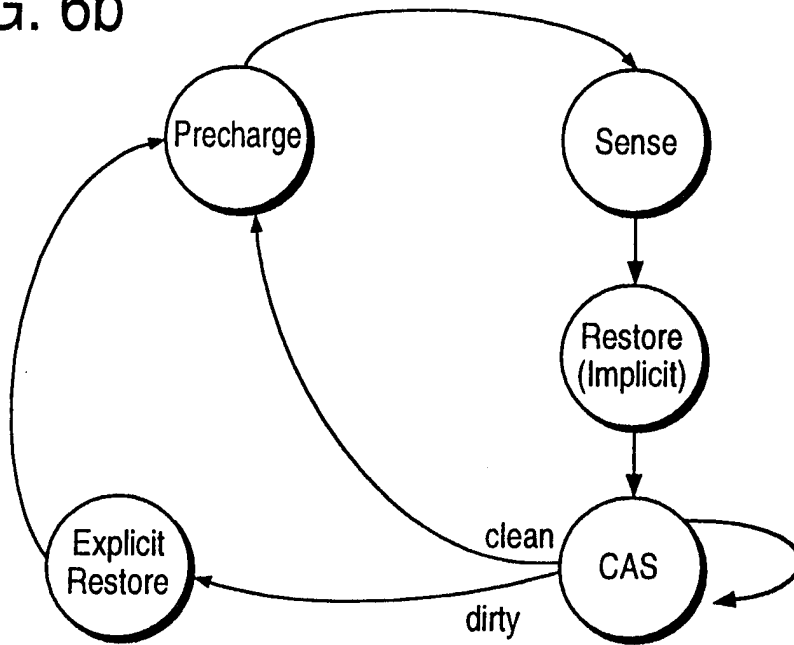 G. 6b
Precharge
Sense
Restore
(Implicit)
clean
CAS
Explicit
Restore
dirty